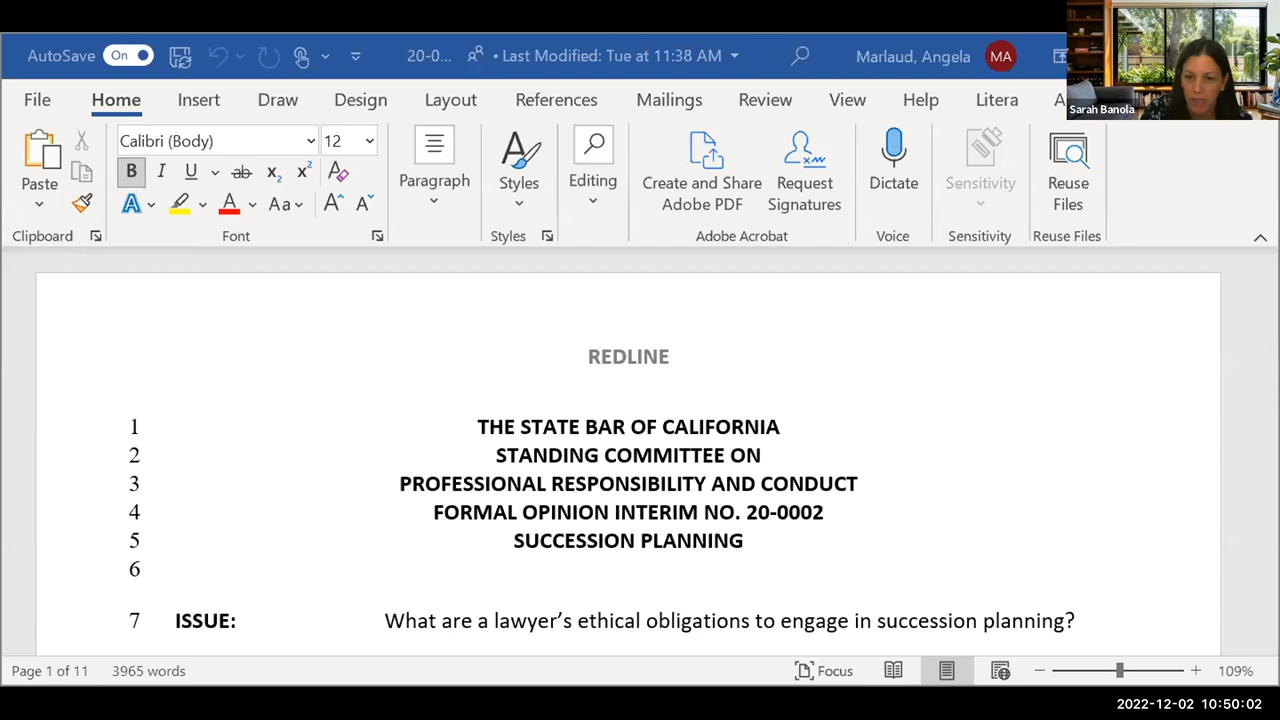 AutoSave On 20-0... • Last Modified: Tue at 11:38 AM Marlaud, Angela MA
Sarah Banola
File Home Insert Draw Design Layout References Mailings Review View Help Litera A
Calibri (Body) 12
Paste
B I U ab x2 x2 A
A A Aa A A
Paragraph
Styles
Editing
Create and Share
Adobe PDF
Request
Signatures
Dictate
Sensitivity
Reuse
Files
Clipboard Font Styles Adobe Acrobat Voice Sensitivity Reuse Files
REDLINE
1 THE STATE BAR OF CALIFORNIA
2 STANDING COMMITTEE ON
3 PROFESSIONAL RESPONSIBILITY AND CONDUCT
4 FORMAL OPINION INTERIM NO. 20-0002
5 SUCCESSION PLANNING
6
7 ISSUE: What are a lawyer’s ethical obligations to engage in succession planning?
Page 1 of 11 3965 words Focus 109%
2022-12-02 10:50:02